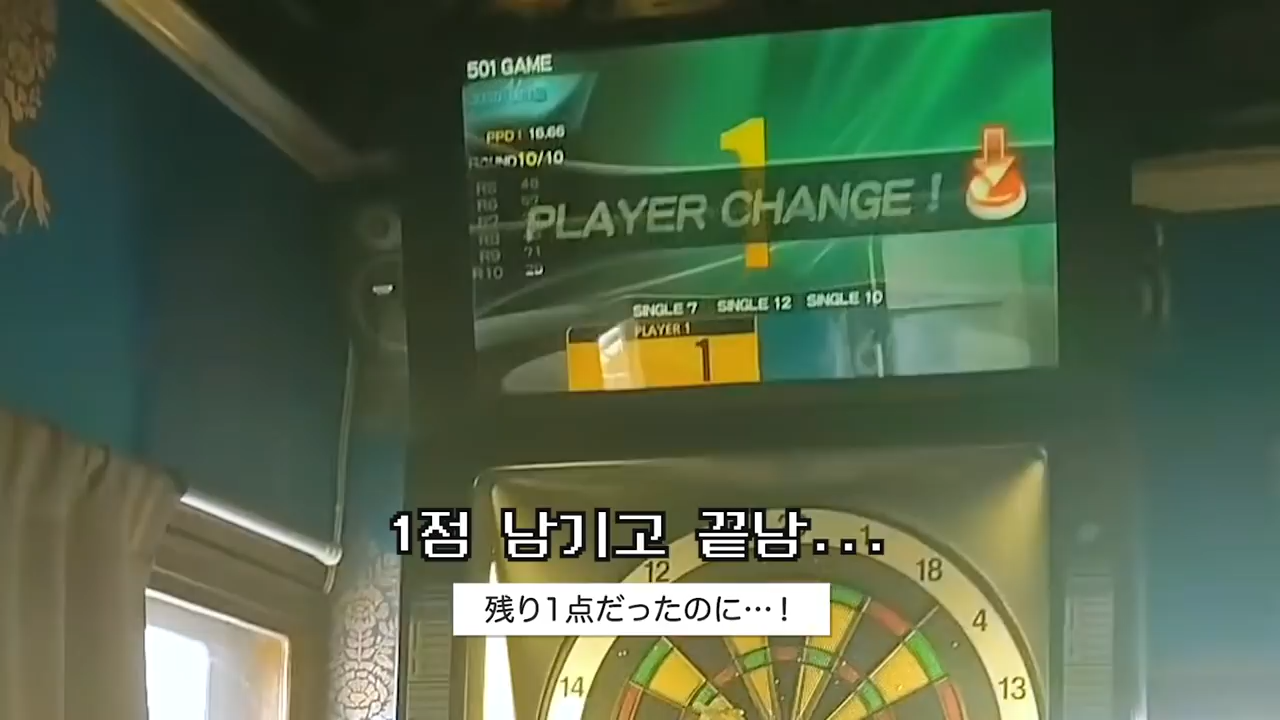 501 GAME
PPD: 16.66
ROUND10/10
R5 46
R6
R7
R8
R9 71
R10 29
1
PLAYER CHANGE !
SINGLE 7 SINGLE 12 SINGLE 10
PLAYER 1
1
1점 남기고 끝남...
残り1点だったのに…！
1
12
18
4
14
13